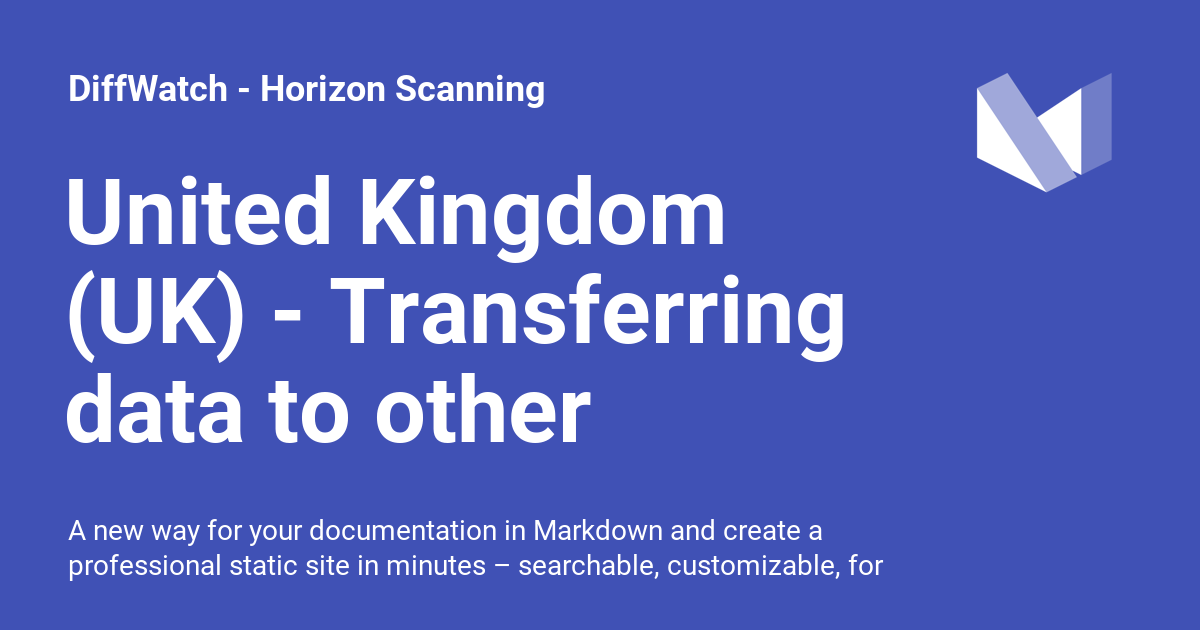 DiffWatch - Horizon Scanning
United Kingdom
(UK) - Transferring
data to other
A new way for your documentation in Markdown and create a
professional static site in minutes – searchable, customizable, for